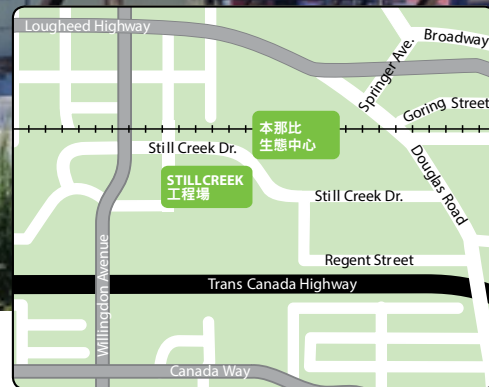 Lougheed Highway
Broadway
Springer Ave.
Goring Street
本那比
生態中心
Still Creek Dr.
Douglas Road
STILLCREEK
工程場
Still Creek Dr.
Willingdon Avenue
Regent Street
Trans Canada Highway
Canada Way